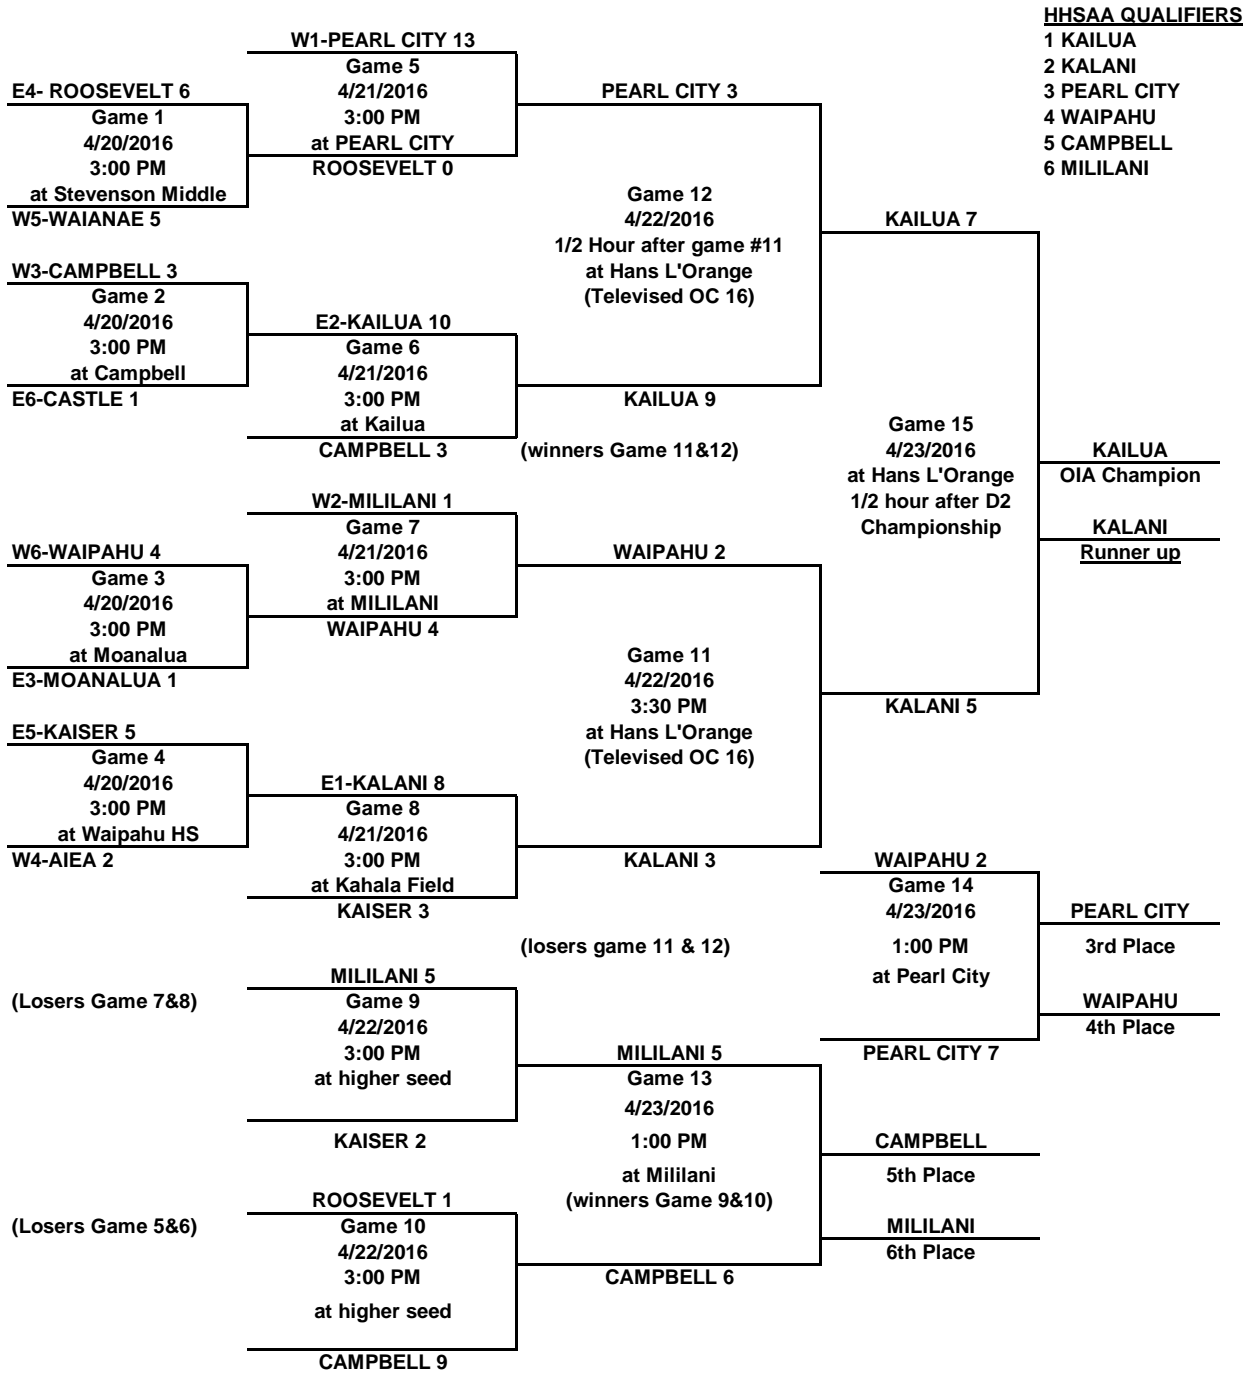 HHSAA QUALIFIERS
1 KAILUA
2 KALANI
3 PEARL CITY
4 WAIPAHU
5 CAMPBELL
6 MILILANI
W1-PEARL CITY 13
Game 5
4/21/2016
3:00 PM
at PEARL CITY
ROOSEVELT 0
E4- ROOSEVELT 6
Game 1
4/20/2016
3:00 PM
at Stevenson Middle
W5-WAIANAE 5
W3-CAMPBELL 3
Game 2
4/20/2016
3:00 PM
at Campbell
E6-CASTLE 1
E2-KAILUA 10
Game 6
4/21/2016
3:00 PM
at Kailua
CAMPBELL 3
PEARL CITY 3
Game 12
4/22/2016
1/2 Hour after game #11
at Hans L'Orange
(Televised OC 16)
KAILUA 9
(winners Game 11&12)
W2-MILILANI 1
Game 7
4/21/2016
3:00 PM
at MILILANI
WAIPAHU 4
W6-WAIPAHU 4
Game 3
4/20/2016
3:00 PM
at Moanalua
E3-MOANALUA 1
E5-KAISER 5
Game 4
4/20/2016
3:00 PM
at Waipahu HS
W4-AIEA 2
E1-KALANI 8
Game 8
4/21/2016
3:00 PM
at Kahala Field
KAISER 3
WAIPAHU 2
Game 11
4/22/2016
3:30 PM
at Hans L'Orange
(Televised OC 16)
KALANI 3
KAILUA 7
Game 15
4/23/2016
at Hans L'Orange
1/2 hour after D2
Championship
KALANI 5
KAILUA
OIA Champion
KALANI
Runner up
(losers game 11 & 12)
WAIPAHU 2
Game 14
4/23/2016
1:00 PM
at Pearl City
PEARL CITY 7
PEARL CITY
3rd Place
WAIPAHU
4th Place
(Losers Game 7&8)
MILILANI 5
Game 9
4/22/2016
3:00 PM
at higher seed
KAISER 2
(Losers Game 5&6)
ROOSEVELT 1
Game 10
4/22/2016
3:00 PM
at higher seed
CAMPBELL 9
MILILANI 5
Game 13
4/23/2016
1:00 PM
at Mililani
(winners Game 9&10)
CAMPBELL 6
CAMPBELL
5th Place
MILILANI
6th Place